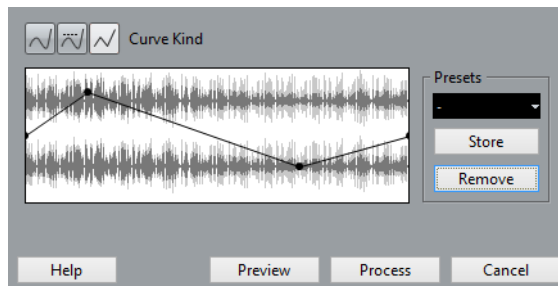 Curve Kind
Presets
-
Store
Remove
Help
Preview
Process
Cancel